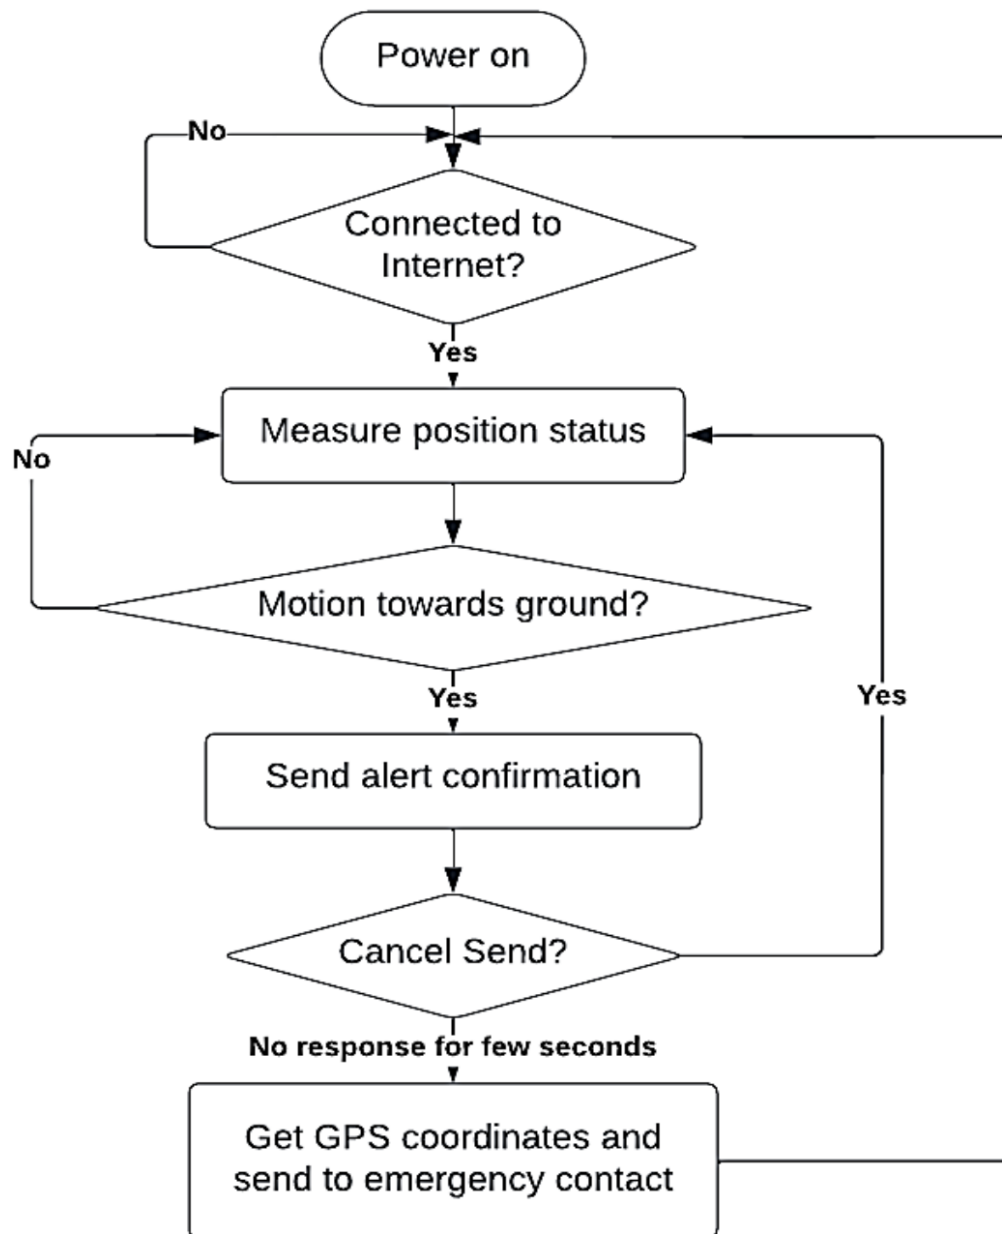 Power on
No
Connected to
Internet?
Yes
Measure position status
No
Motion towards ground?
Yes
Yes
Send alert confirmation
Cancel Send?
No response for few seconds
Get GPS coordinates and
send to emergency contact